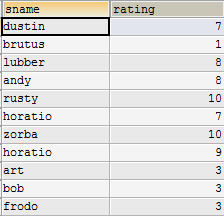 sname rating
dustin 7
brutus 1
lubber 8
andy 8
rusty 10
horatio 7
zorba 10
horatio 9
art 3
bob 3
frodo 3